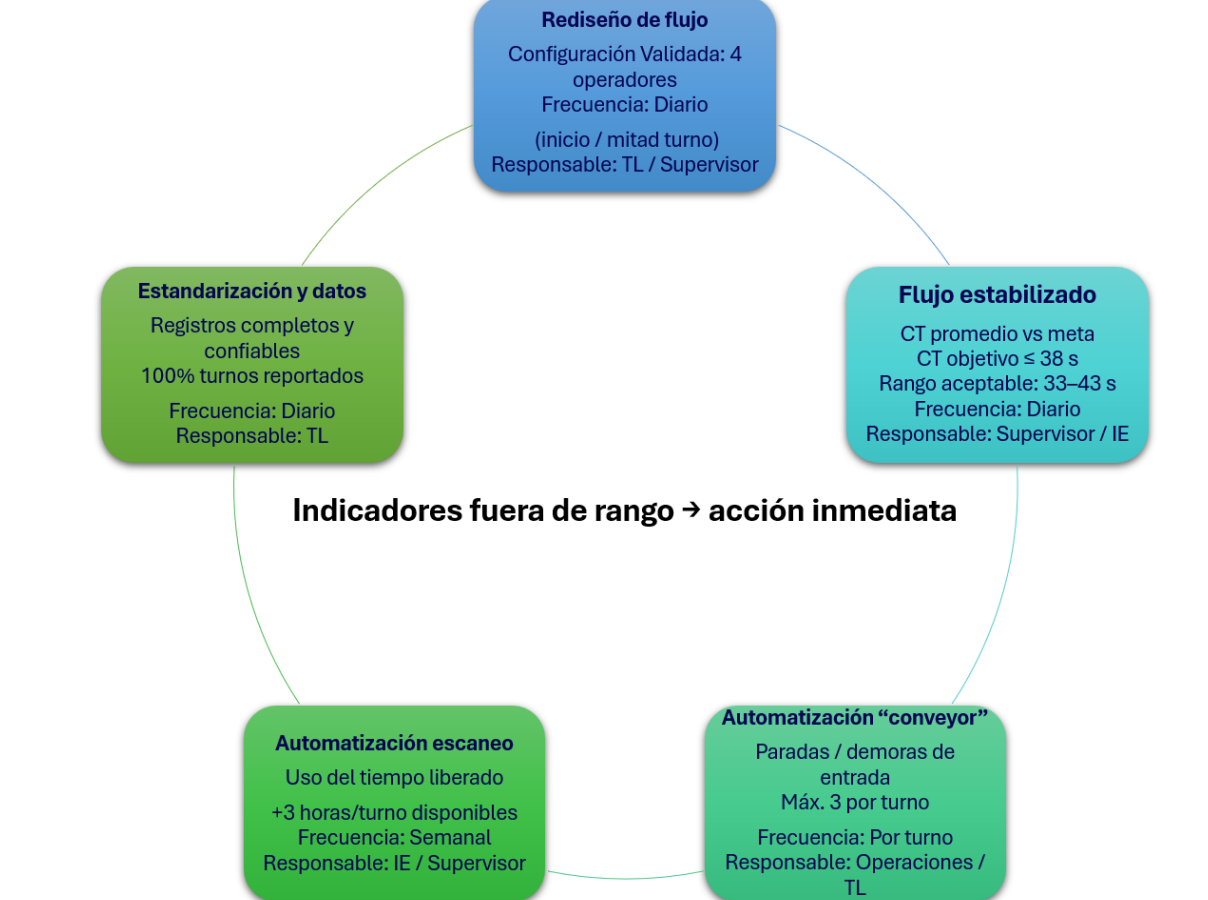 Rediseño de flujo
Configuración Validada: 4
operadores
Frecuencia: Diario
(inicio / mitad turno)
Responsable: TL / Supervisor
Estandarización y datos
Registros completos y
confiables
100% turnos reportados
Frecuencia: Diario
Responsable: TL
Flujo estabilizado
CT promedio vs meta
CT objetivo ≤ 38 s
Rango aceptable: 33–43 s
Frecuencia: Diario
Responsable: Supervisor / IE
Indicadores fuera de rango → acción inmediata
Automatización escaneo
Uso del tiempo liberado
+3 horas/turno disponibles
Frecuencia: Semanal
Responsable: IE / Supervisor
Automatización “conveyor”
Paradas / demoras de
entrada
Máx. 3 por turno
Frecuencia: Por turno
Responsable: Operaciones /
TL